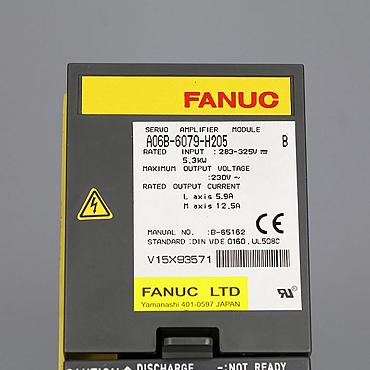 FANUC
SERVO AMPLIFIER MODULE
A06B-6079-H205 B
RATED INPUT : 283-325V ⎓
5.3KW
MAXIMUM OUTPUT VOLTAGE
:230V ~
RATED OUTPUT CURRENT
L axis 5.9A
M axis 12.5A
MANUAL NO. :B-65162
STANDARD :DIN VDE 0160, UL508C
CE
V15X93571
FANUC LTD
Yamanashi 401-0597 JAPAN
CAUTION DISCHARGE -:NOT READY